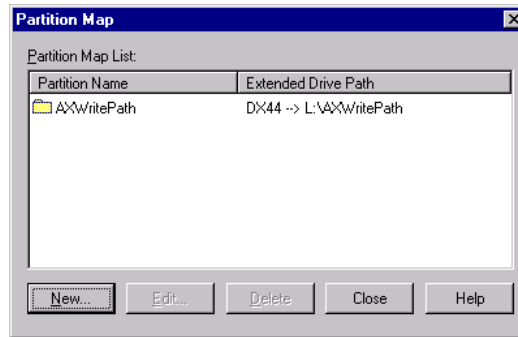 Partition Map
Partition Map List:
Partition Name Extended Drive Path
AXWritePath DX44 --> L:\AXWritePath
New... Edit... Delete Close Help